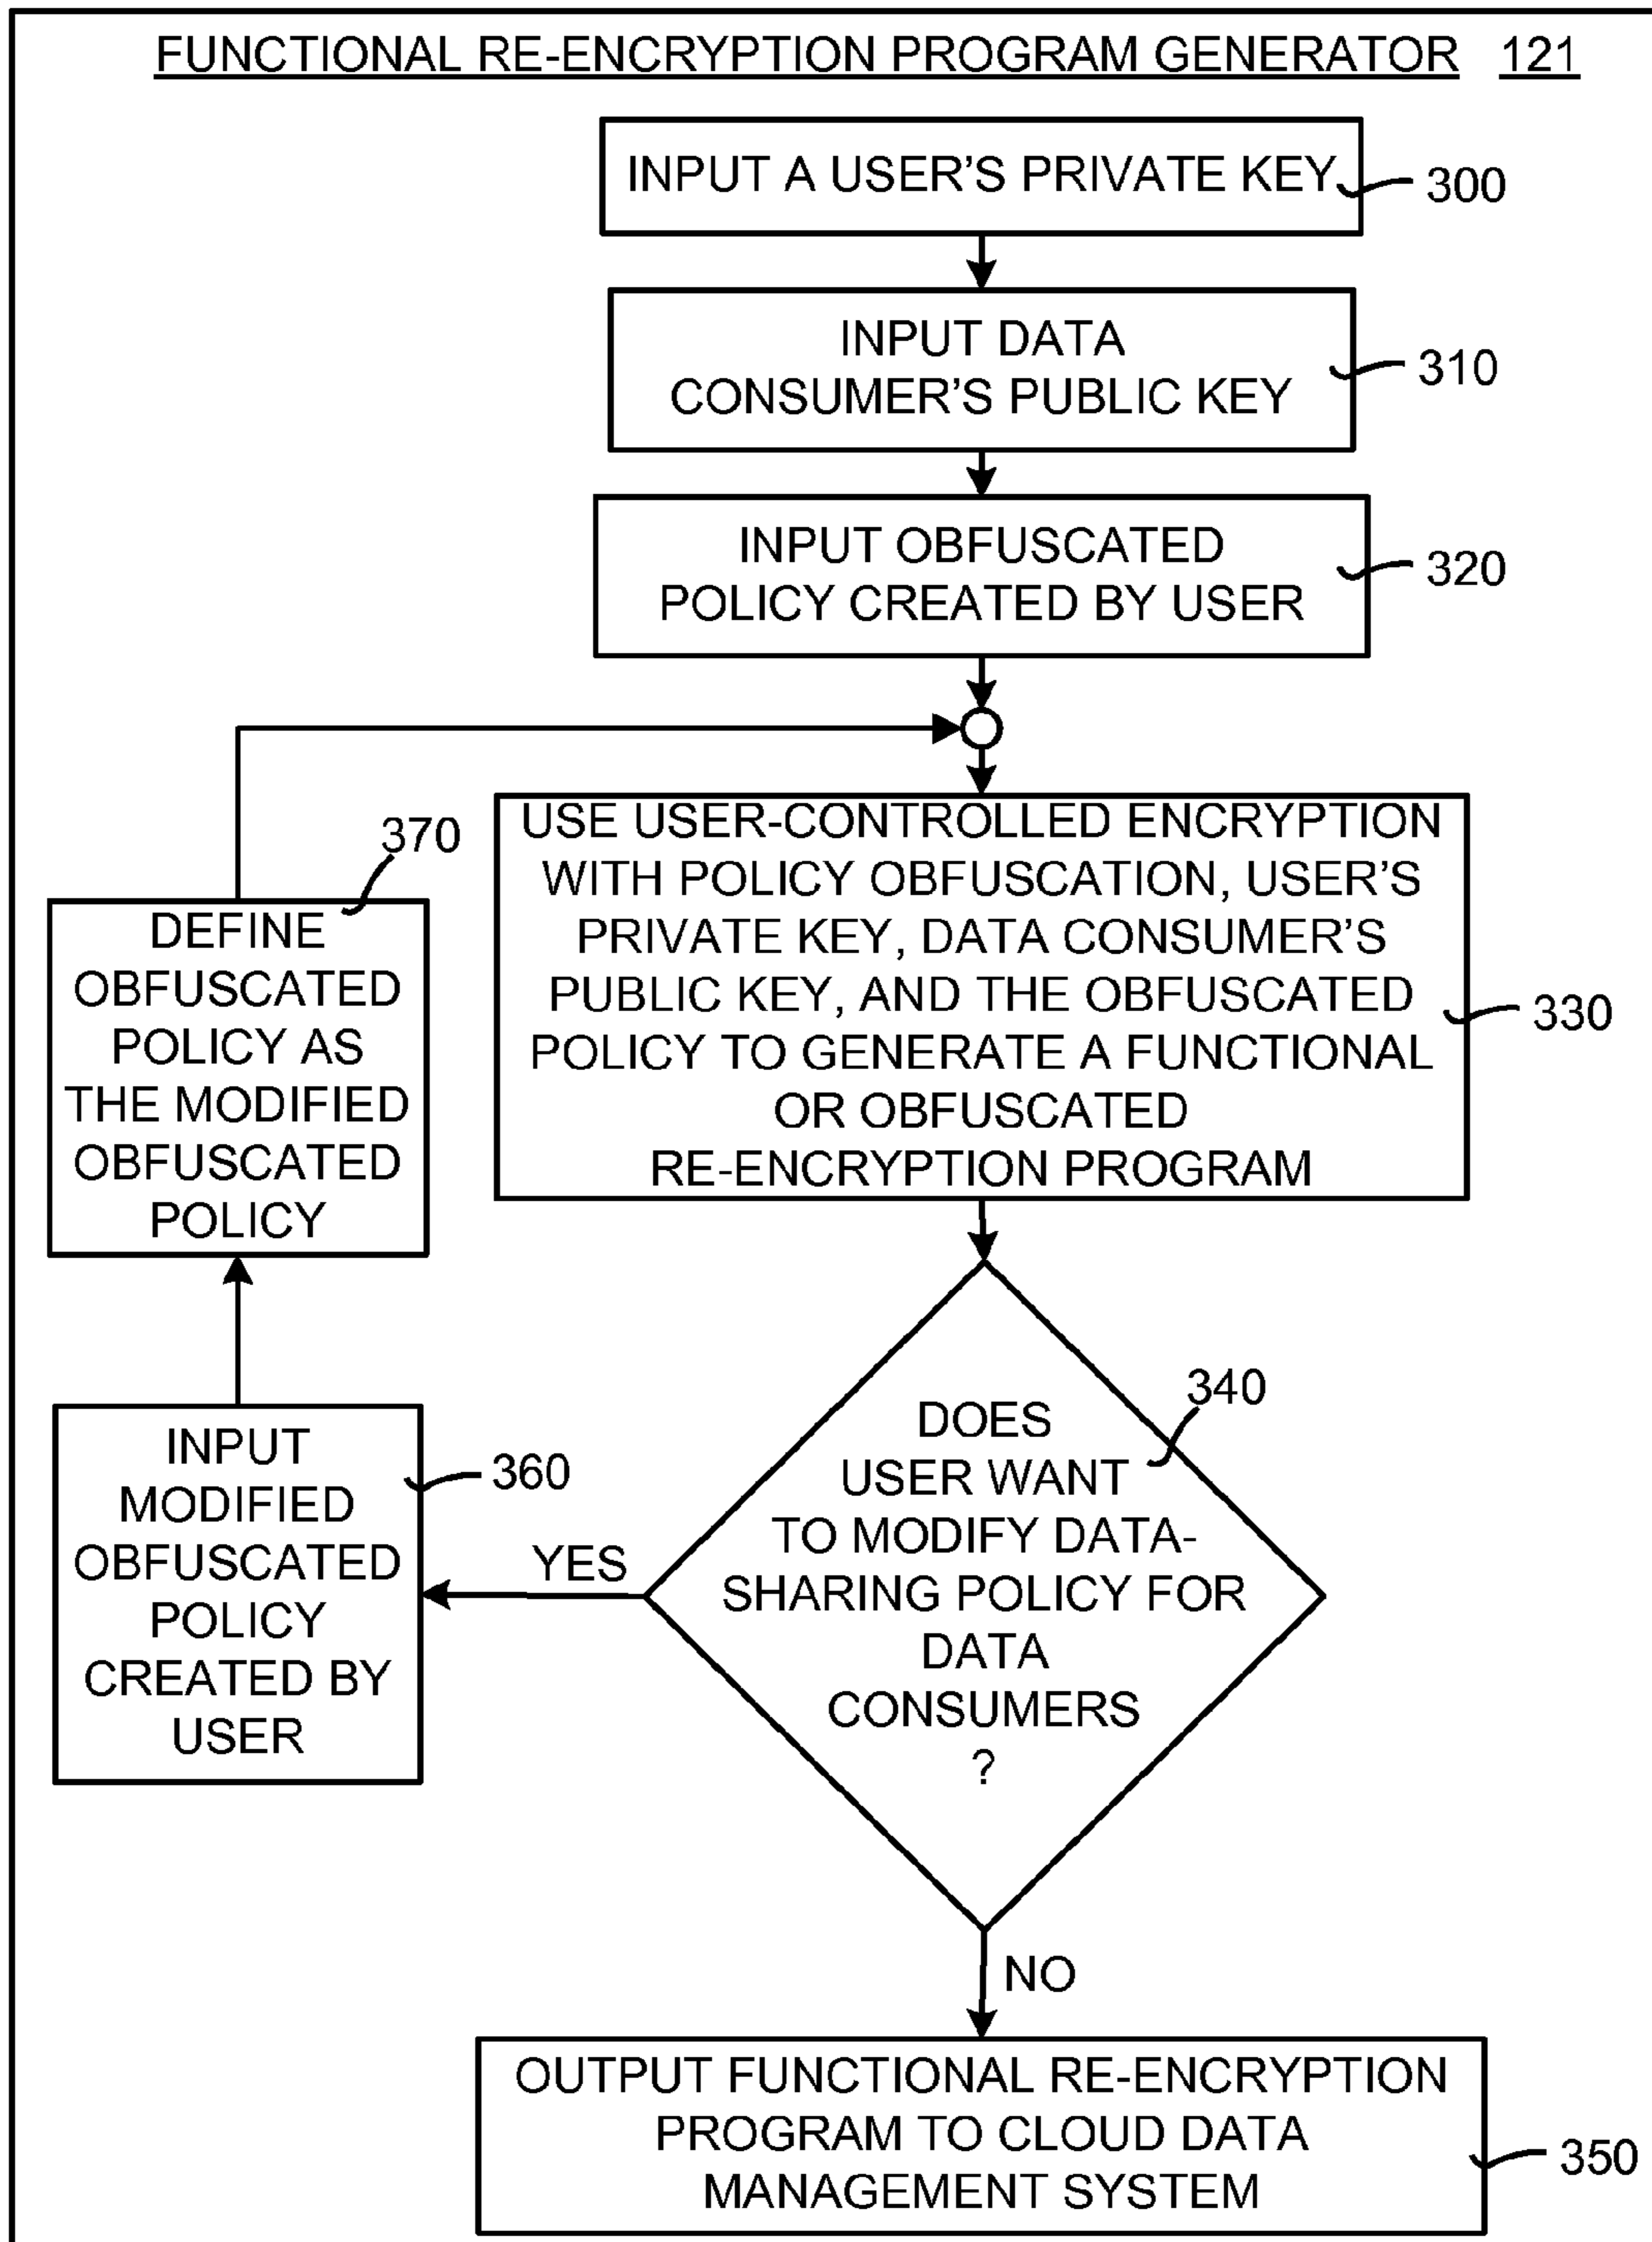 FUNCTIONAL RE-ENCRYPTION PROGRAM GENERATOR 121
INPUT A USER'S PRIVATE KEY
300
INPUT DATA
CONSUMER'S PUBLIC KEY
310
INPUT OBFUSCATED
POLICY CREATED BY USER
320
USE USER-CONTROLLED ENCRYPTION
WITH POLICY OBFUSCATION, USER'S
PRIVATE KEY, DATA CONSUMER'S
PUBLIC KEY, AND THE OBFUSCATED
POLICY TO GENERATE A FUNCTIONAL
OR OBFUSCATED
RE-ENCRYPTION PROGRAM
330
370
DEFINE
OBFUSCATED
POLICY AS
THE MODIFIED
OBFUSCATED
POLICY
340
DOES
USER WANT
TO MODIFY DATA-
SHARING POLICY FOR
DATA
CONSUMERS
?
YES
INPUT
MODIFIED
OBFUSCATED
POLICY
CREATED BY
USER
360
NO
OUTPUT FUNCTIONAL RE-ENCRYPTION
PROGRAM TO CLOUD DATA
MANAGEMENT SYSTEM
350